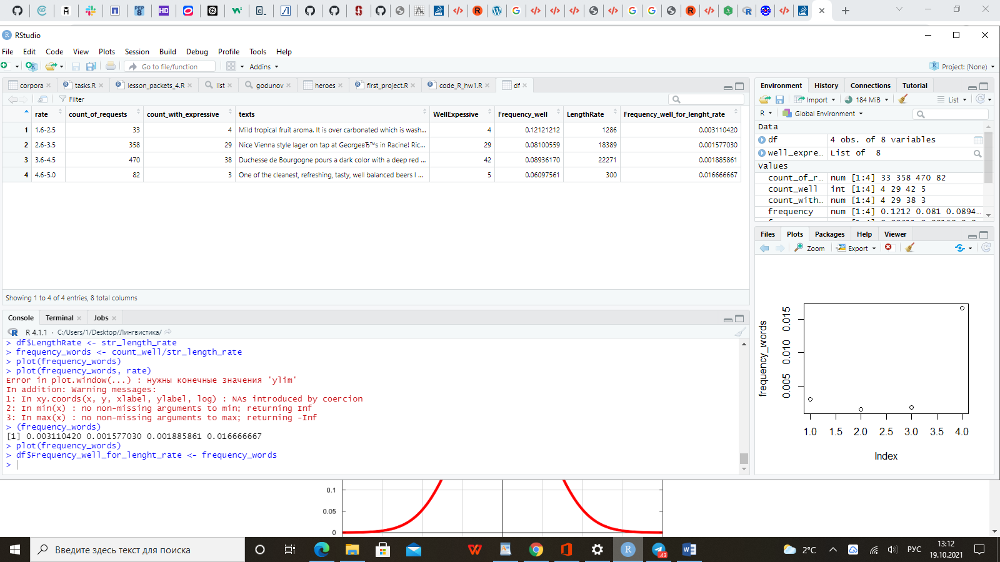 PEP
8
HD
RStudio
File Edit Code View Plots Session Build Debug Profile Tools Help
Go to file/function Addins Project: (None)
corpora tasks.R lesson_packets_4.R list godunov heroes first_project.R code_R_hw1.R df
Filter
rate count_of_requests count_with_expressive texts WellExpessive Frequency_well LengthRate Frequency_well_for_lenght_rate
1 1.6-2.5 33 4 Mild tropical fruit aroma. It is over carbonated which is wash... 4 0.12121212 1286 0.003110420
2 2.6-3.5 358 29 Nice Vienna style lager on tap at Georgeвђ™s in Racine! Ric... 29 0.08100559 18389 0.001577030
3 3.6-4.5 470 38 Duchesse de Bourgogne pours a dark color with a deep red ... 42 0.08936170 22271 0.001885861
4 4.6-5.0 82 3 One of the cleanest, refreshing, tasty, well balanced beers I ... 5 0.06097561 300 0.016666667
Showing 1 to 4 of 4 entries, 8 total columns
Console Terminal Jobs
R 4.1.1 · C:/Users/1/Desktop/Лингвистика/
> df$LengthRate <- str_length_rate
> frequency_words <- count_well/str_length_rate
> plot(frequency_words)
> plot(frequency_words, rate)
Error in plot.window(...) : нужны конечные значения 'ylim'
In addition: Warning messages:
1: In xy.coords(x, y, xlabel, ylabel, log) : NAs introduced by coercion
2: In min(x) : no non-missing arguments to min; returning Inf
3: In max(x) : no non-missing arguments to max; returning -Inf
> (frequency_words)
[1] 0.003110420 0.001577030 0.001885861 0.016666667
> plot(frequency_words)
> df$Frequency_well_for_lenght_rate <- frequency_words
>
Environment History Connections Tutorial
Import 184 MiB List
R Global Environment
Data
df 4 obs. of 8 variables
well_expre... List of 8
Values
count_of_r... num [1:4] 33 358 470 82
count_well int [1:4] 4 29 42 5
count_with... num [1:4] 4 29 38 3
frequency num [1:4] 0.1212 0.081 0.0894...
Files Plots Packages Help Viewer
Zoom Export
frequency_words
0.015
0.010
0.005
1.0 1.5 2.0 2.5 3.0 3.5 4.0
Index
0.1
0.05
0
Введите здесь текст для поиска
43
2°C
РУС
13:12
19.10.2021